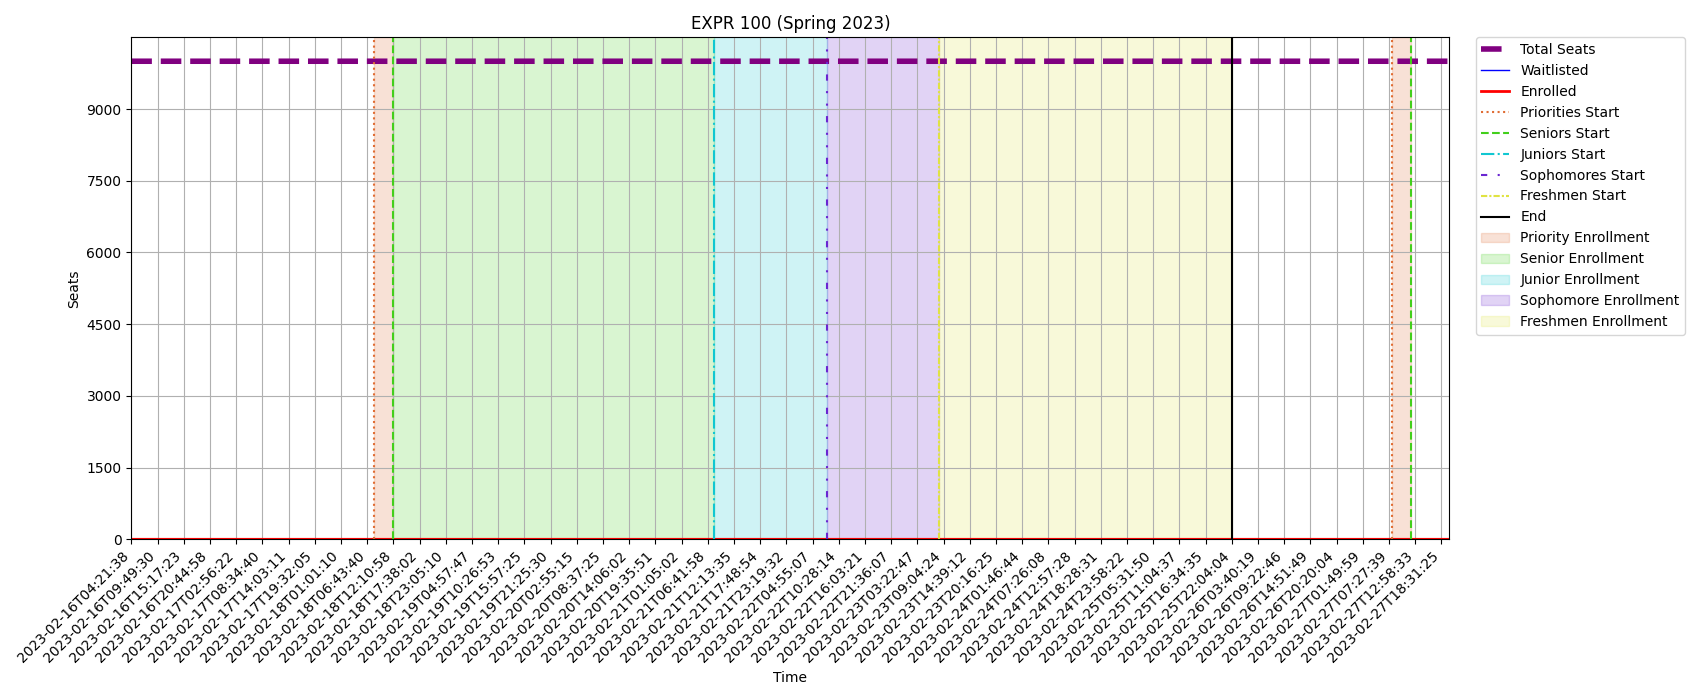 EXPR 100 (Spring 2023)
Seats
9000
7500
6000
4500
3000
1500
0
2023-02-16T04:21:38
2023-02-16T09:49:30
2023-02-16T15:17:23
2023-02-16T20:44:58
2023-02-17T02:56:22
2023-02-17T08:34:40
2023-02-17T14:03:11
2023-02-17T19:32:05
2023-02-18T01:01:10
2023-02-18T06:43:40
2023-02-18T12:10:58
2023-02-18T17:38:02
2023-02-18T23:05:10
2023-02-19T04:57:47
2023-02-19T10:26:53
2023-02-19T15:57:25
2023-02-19T21:25:30
2023-02-20T02:55:15
2023-02-20T08:37:25
2023-02-20T14:06:02
2023-02-20T19:35:51
2023-02-21T01:05:02
2023-02-21T06:41:58
2023-02-21T12:13:35
2023-02-21T17:48:54
2023-02-21T23:19:32
2023-02-22T04:55:07
2023-02-22T10:28:14
2023-02-22T16:03:21
2023-02-22T21:36:07
2023-02-23T03:22:47
2023-02-23T09:04:24
2023-02-23T14:39:12
2023-02-23T20:16:25
2023-02-24T01:46:44
2023-02-24T07:26:08
2023-02-24T12:57:28
2023-02-24T18:28:31
2023-02-24T23:58:22
2023-02-25T05:31:50
2023-02-25T11:04:37
2023-02-25T16:34:35
2023-02-25T22:04:04
2023-02-26T03:40:19
2023-02-26T09:22:46
2023-02-26T14:51:49
2023-02-26T20:20:04
2023-02-27T01:49:59
2023-02-27T07:27:39
2023-02-27T12:58:33
2023-02-27T18:31:25
Time
Total Seats
Waitlisted
Enrolled
Priorities Start
Seniors Start
Juniors Start
Sophomores Start
Freshmen Start
End
Priority Enrollment
Senior Enrollment
Junior Enrollment
Sophomore Enrollment
Freshmen Enrollment